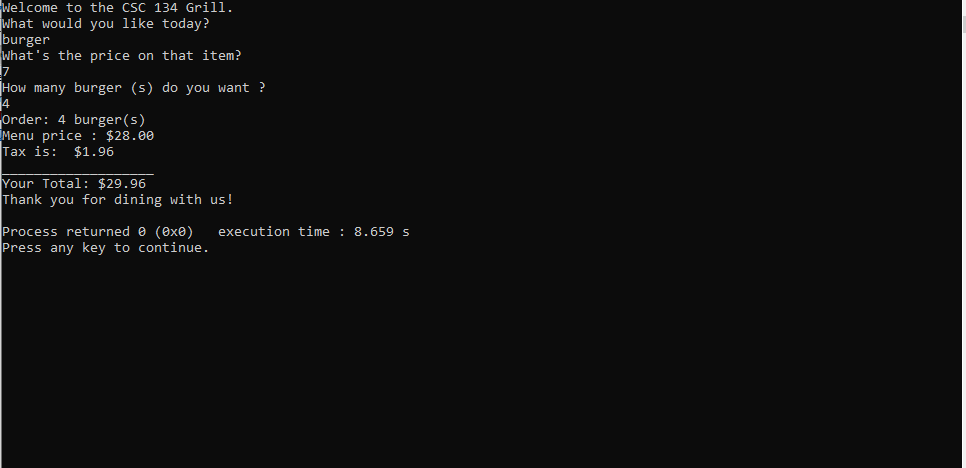 Welcome to the CSC 134 Grill.
What would you like today?
burger
What's the price on that item?
7
How many burger (s) do you want ?
4
Order: 4 burger(s)
Menu price : $28.00
Tax is:  $1.96
___________________
Your Total: $29.96
Thank you for dining with us!

Process returned 0 (0x0)   execution time : 8.659 s
Press any key to continue.